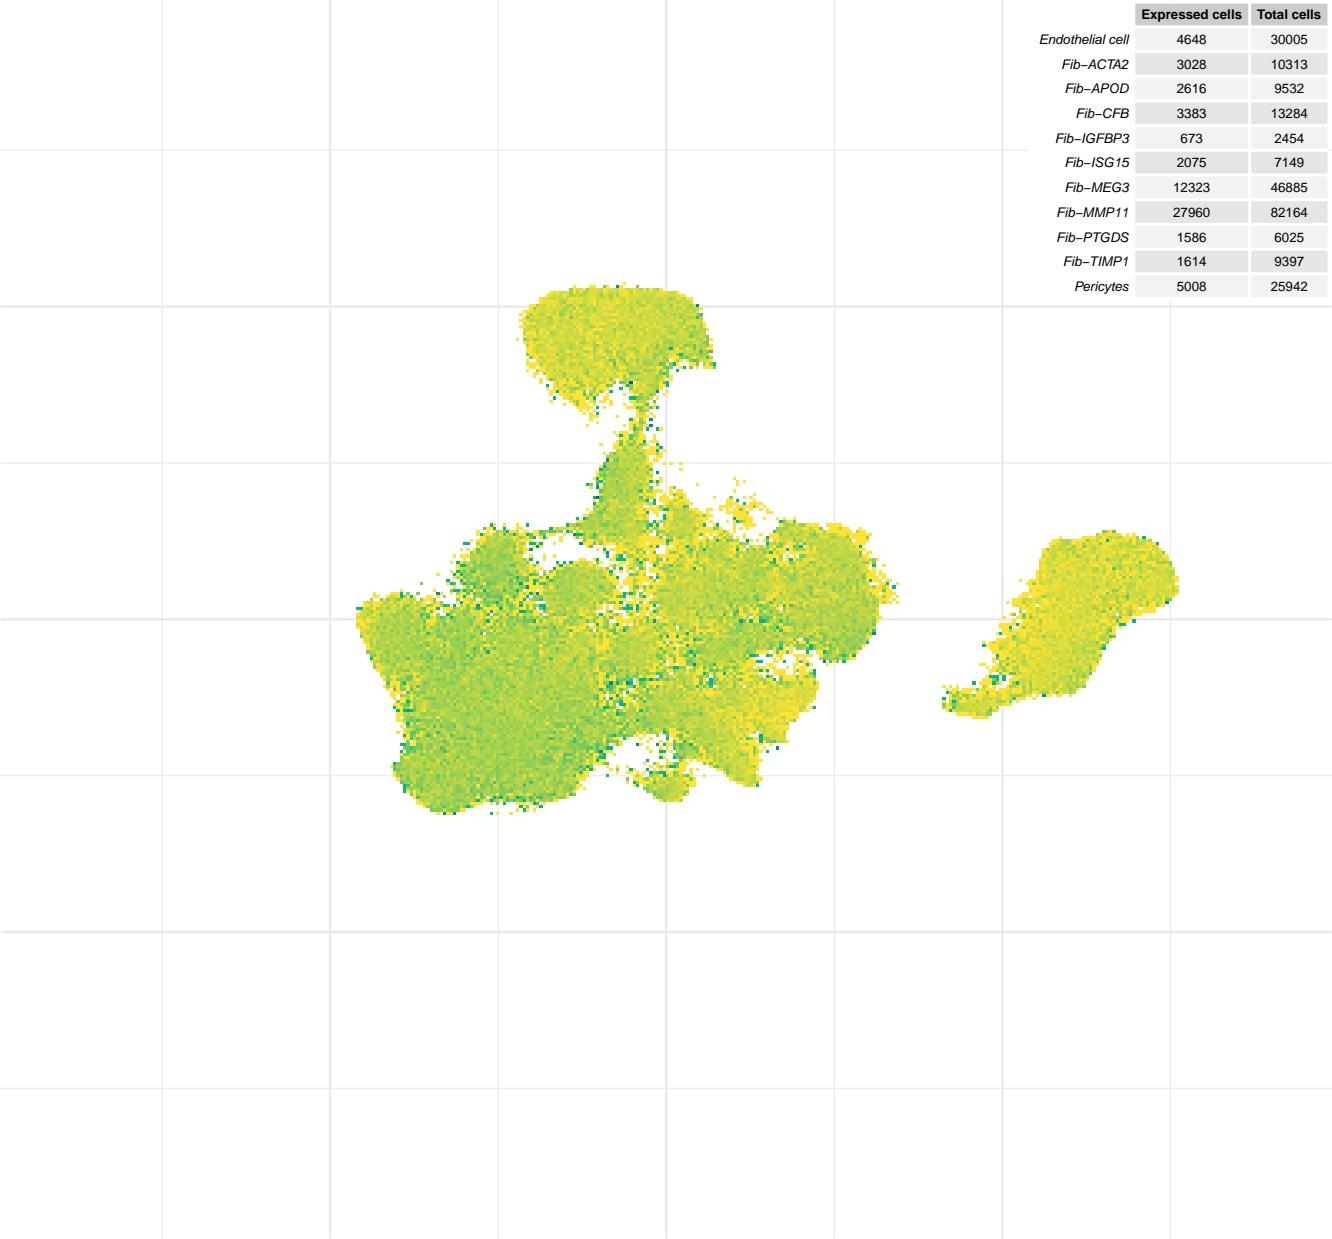 Expressed cells Total cells
Endothelial cell 4648 30005
Fib−ACTA2 3028 10313
Fib−APOD 2616 9532
Fib−CFB 3383 13284
Fib−IGFBP3 673 2454
Fib−ISG15 2075 7149
Fib−MEG3 12323 46885
Fib−MMP11 27960 82164
Fib−PTGDS 1586 6025
Fib−TIMP1 1614 9397
Pericytes 5008 25942